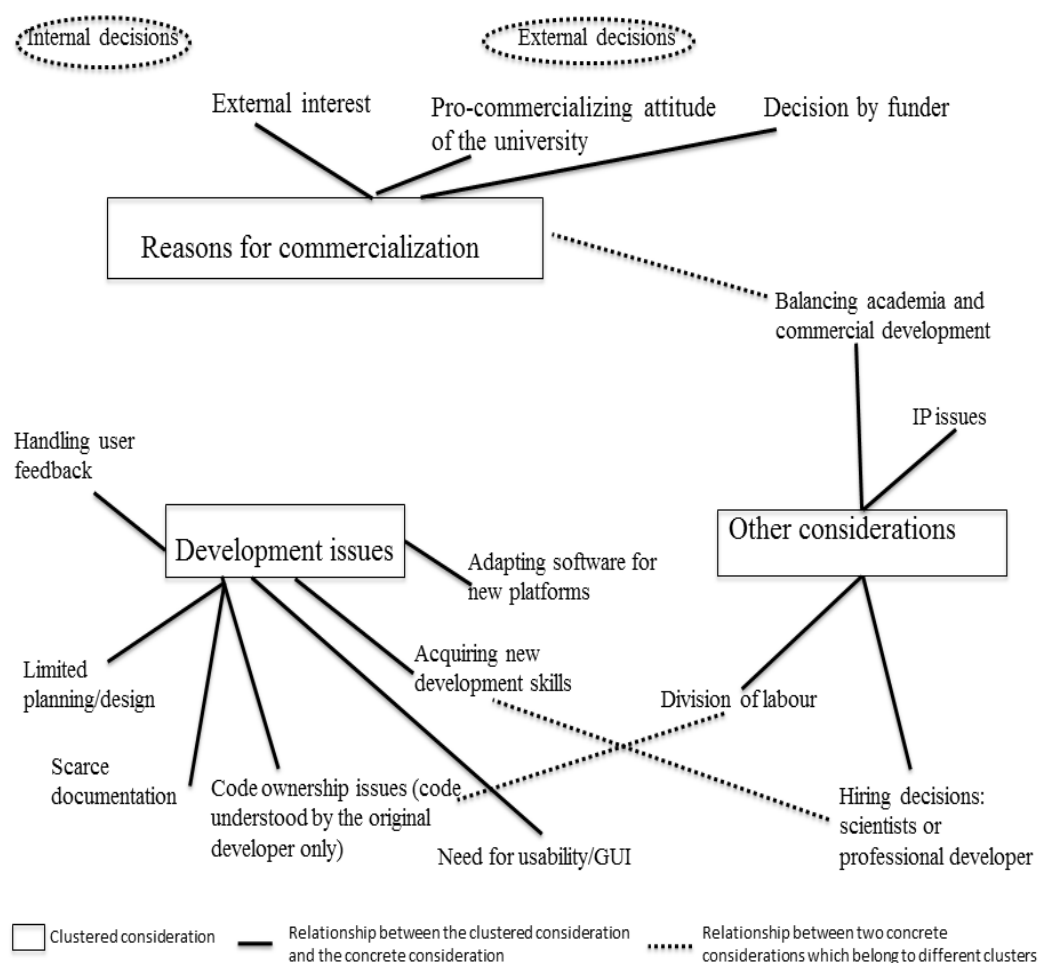 Internal decisions
External decisions
External interest
Pro-commercializing attitude
of the university
Decision by funder
Reasons for commercialization
Balancing academia and
commercial development
IP issues
Handling user
feedback
Development issues
Other considerations
Adapting software for
new platforms
Acquiring new
development skills
Limited
planning/design
Division of labour
Scarce
documentation
Code ownership issues (code
understood by the original
developer only)
Need for usability/GUI
Hiring decisions:
scientists or
professional developer
Clustered consideration
Relationship between the clustered consideration
and the concrete consideration
Relationship between two concrete
considerations which belong to different clusters